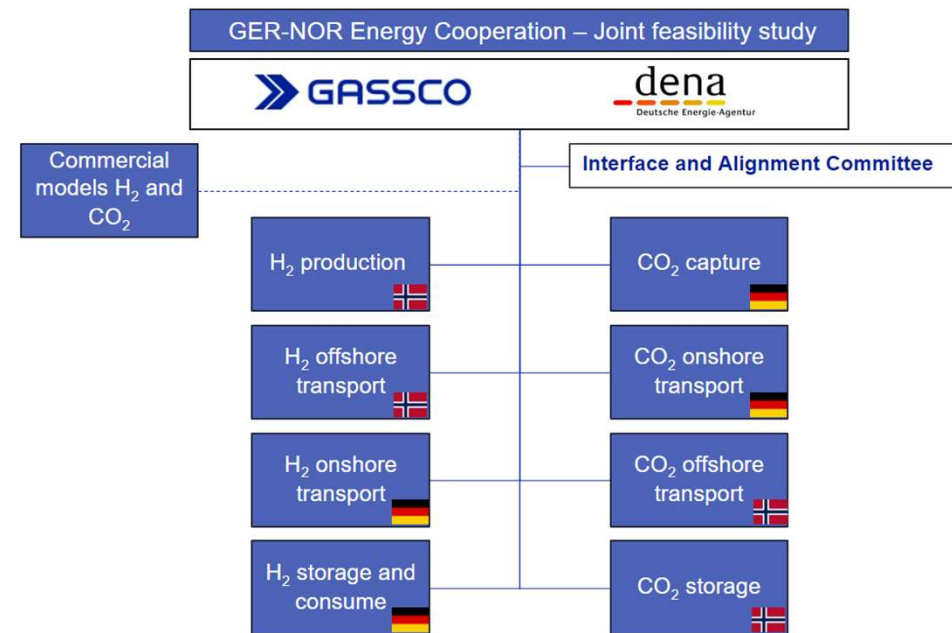 GER-NOR Energy Cooperation – Joint feasibility study
GASSCO
dena
Deutsche Energie-Agentur
Commercial
models H₂ and
CO₂
Interface and Alignment Committee
H₂ production
CO₂ capture
H₂ offshore
transport
CO₂ onshore
transport
H₂ onshore
transport
CO₂ offshore
transport
H₂ storage and
consume
CO₂ storage